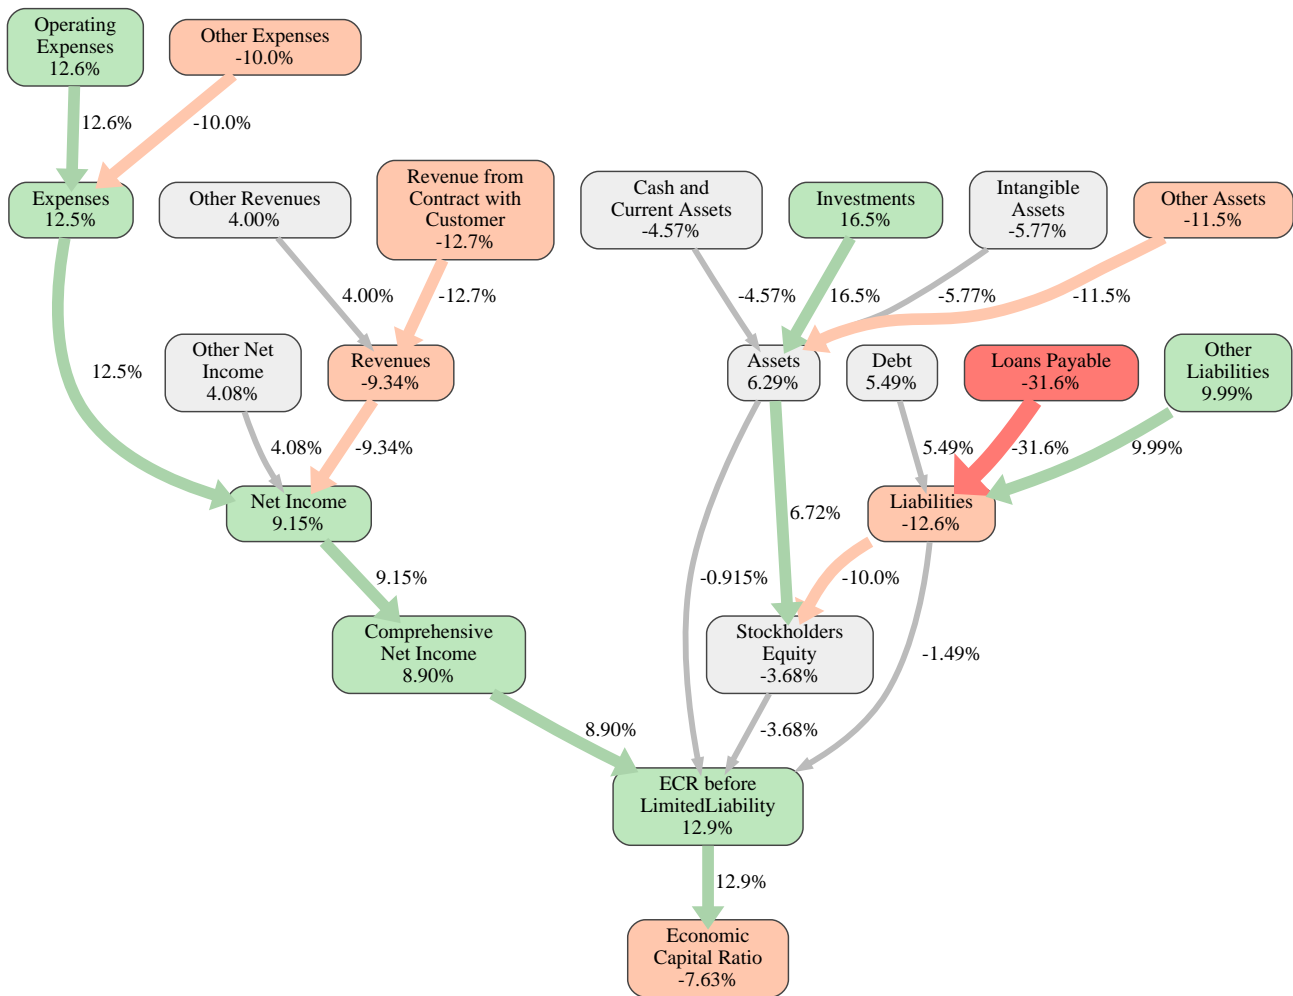 Operating
Expenses
12.6%
Other Expenses
-10.0%
12.6%
-10.0%
Expenses
12.5%
Other Revenues
4.00%
Revenue from
Contract with
Customer
-12.7%
Cash and
Current Assets
-4.57%
Investments
16.5%
Intangible
Assets
-5.77%
Other Assets
-11.5%
4.00%
-12.7%
-4.57%
16.5%
-5.77%
-11.5%
12.5%
Other Net
Income
4.08%
Revenues
-9.34%
Assets
6.29%
Debt
5.49%
Loans Payable
-31.6%
Other
Liabilities
9.99%
4.08%
-9.34%
5.49%
-31.6%
9.99%
Net Income
9.15%
6.72%
Liabilities
-12.6%
9.15%
-0.915%
-10.0%
Comprehensive
Net Income
8.90%
Stockholders
Equity
-3.68%
-1.49%
8.90%
-3.68%
ECR before
LimitedLiability
12.9%
12.9%
Economic
Capital Ratio
-7.63%